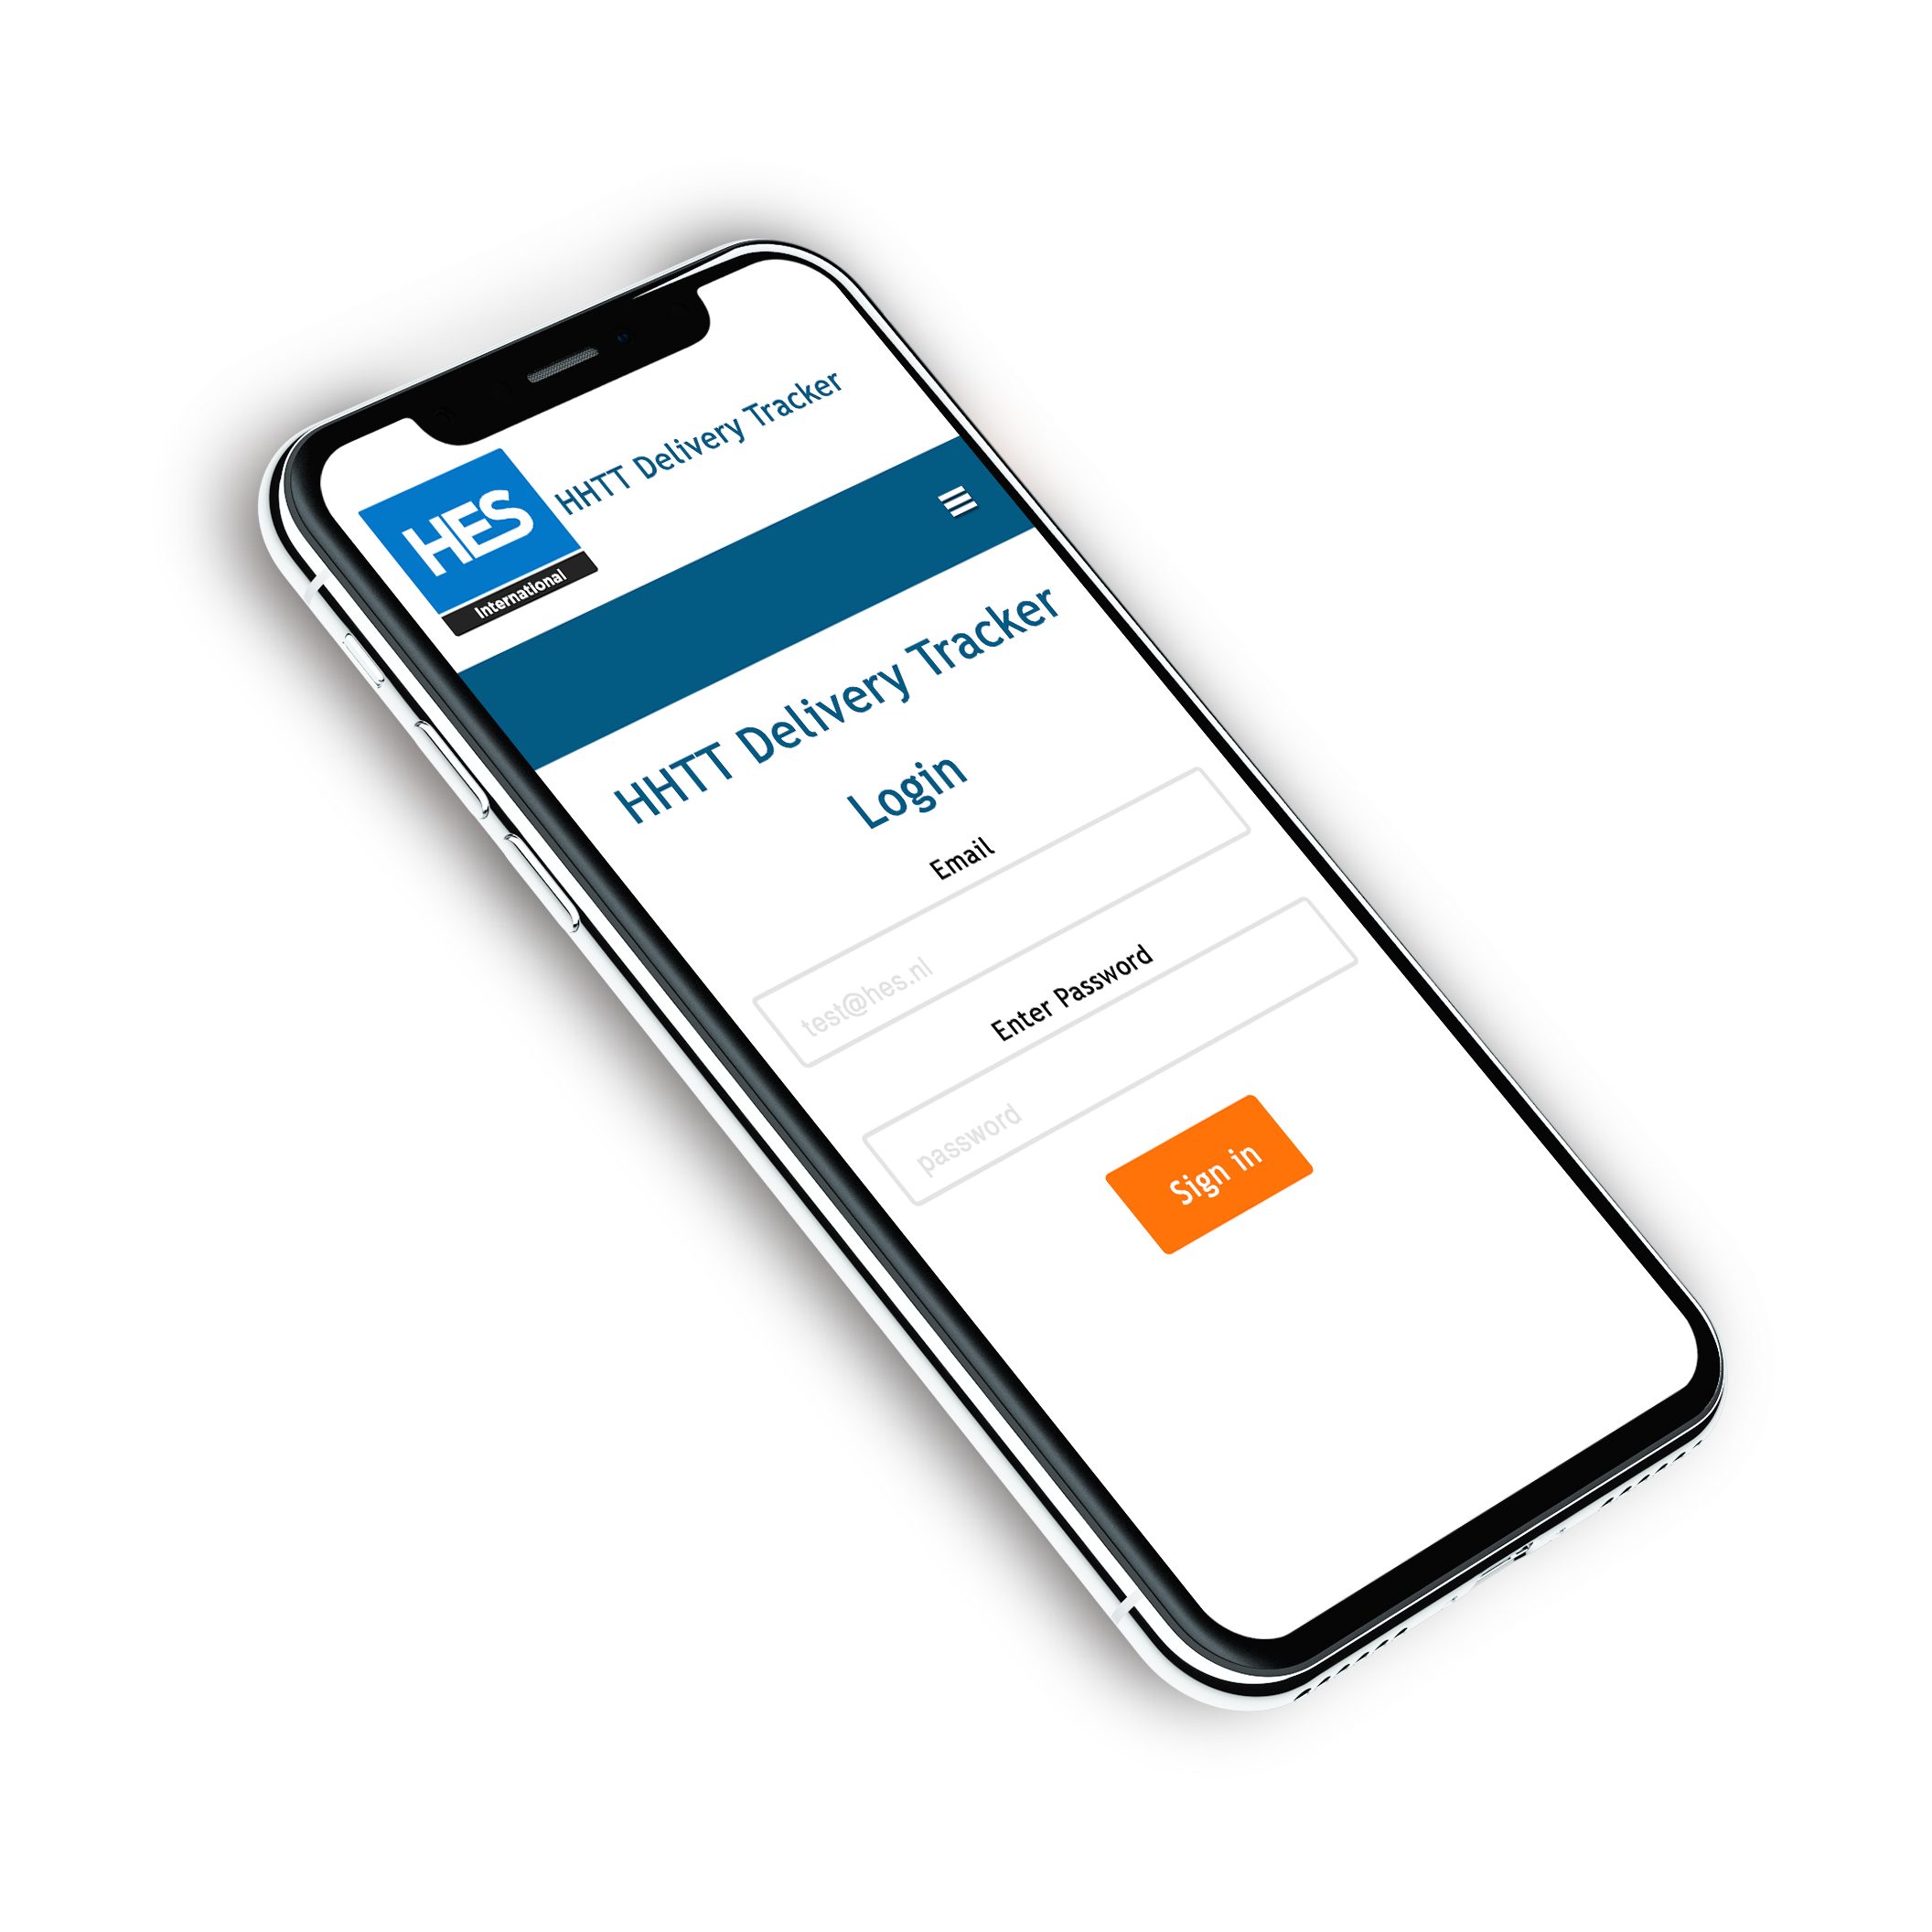 HES
International
HHTT Delivery Tracker
HHTT Delivery Tracker
Login
Email
test@hes.nl
Enter Password
password
Sign in